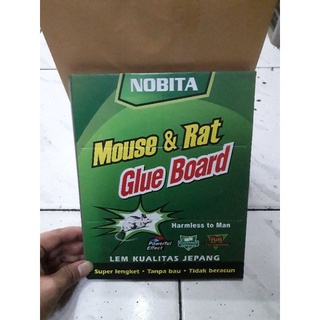 NOBITA
Mouse & Rat
Glue Board
Harmless to Man
Powerful
Effect
LEM KUALITAS JEPANG
Super lengket • Tanpa bau • Tidak beracun